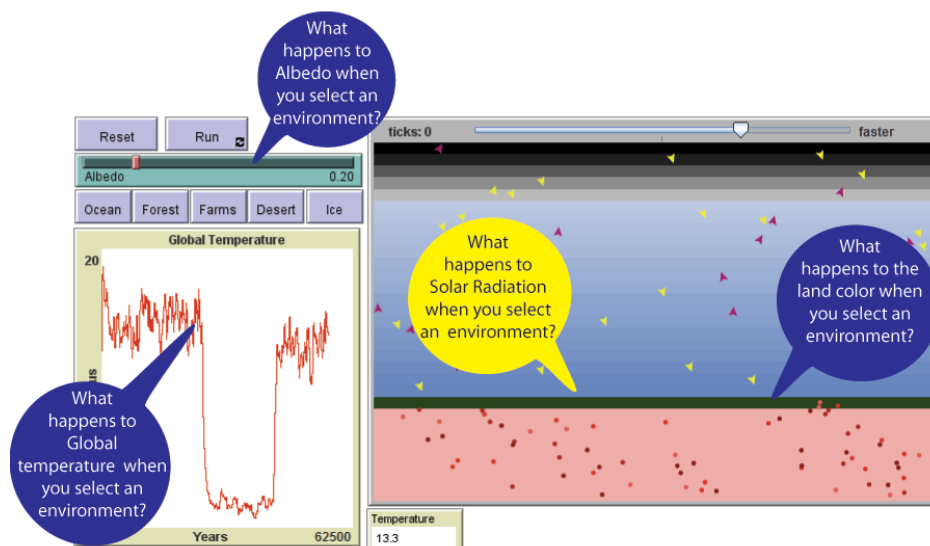 What
happens to
Albedo when
you select an
environment?
Reset
Run
ticks: 0
faster
Albedo
0.20
Ocean
Forest
Farms
Desert
Ice
Global Temperature
20
What
happens to
Solar Radiation
when you select
an environment?
What
happens to the
land color when
you select an
environment?
us
What
happens to
Global
temperature when
you select an
environment?
Years
62500
Temperature
13.3